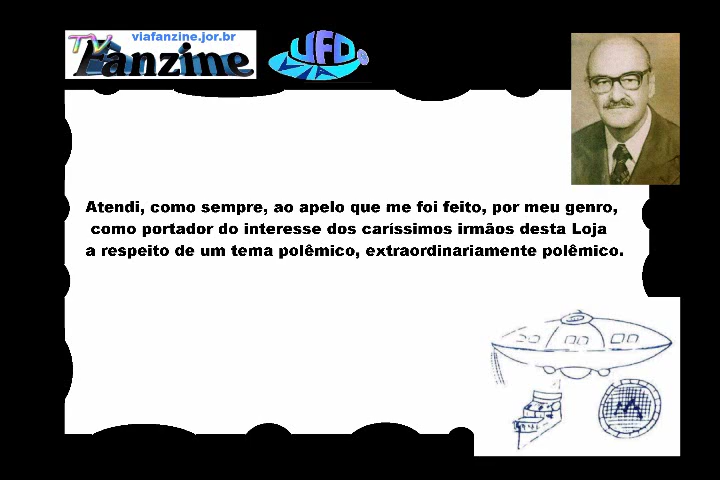 viafanzine.jor.br
TV Fanzine
UFO
VIA
Atendi, como sempre, ao apelo que me foi feito, por meu genro,
como portador do interesse dos caríssimos irmãos desta Loja
a respeito de um tema polêmico, extraordinariamente polêmico.